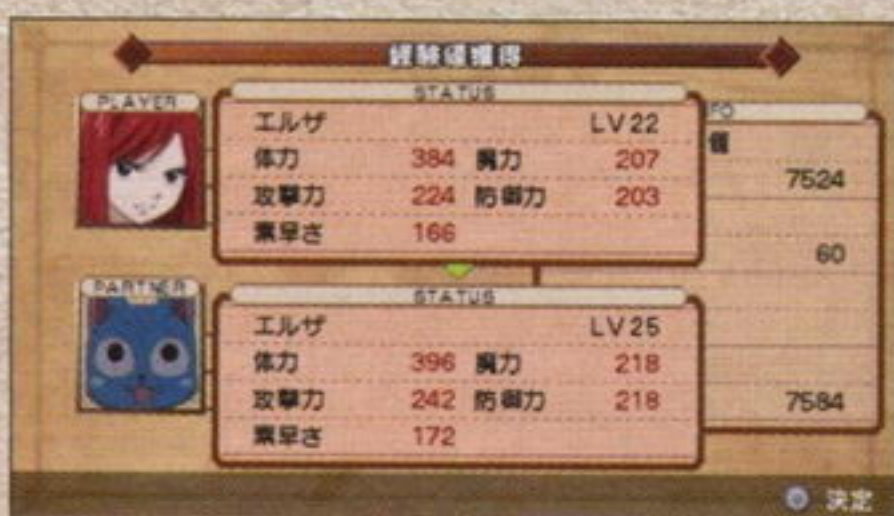 経験値獲得
PLAYER
STATUS
エルザ LV22
体力 384 魔力 207
攻撃力 224 防御力 203
素早さ 166
7524
60
PARTNER
STATUS
エルザ LV25
体力 396 魔力 218
攻撃力 242 防御力 218
素早さ 172
7584
決定